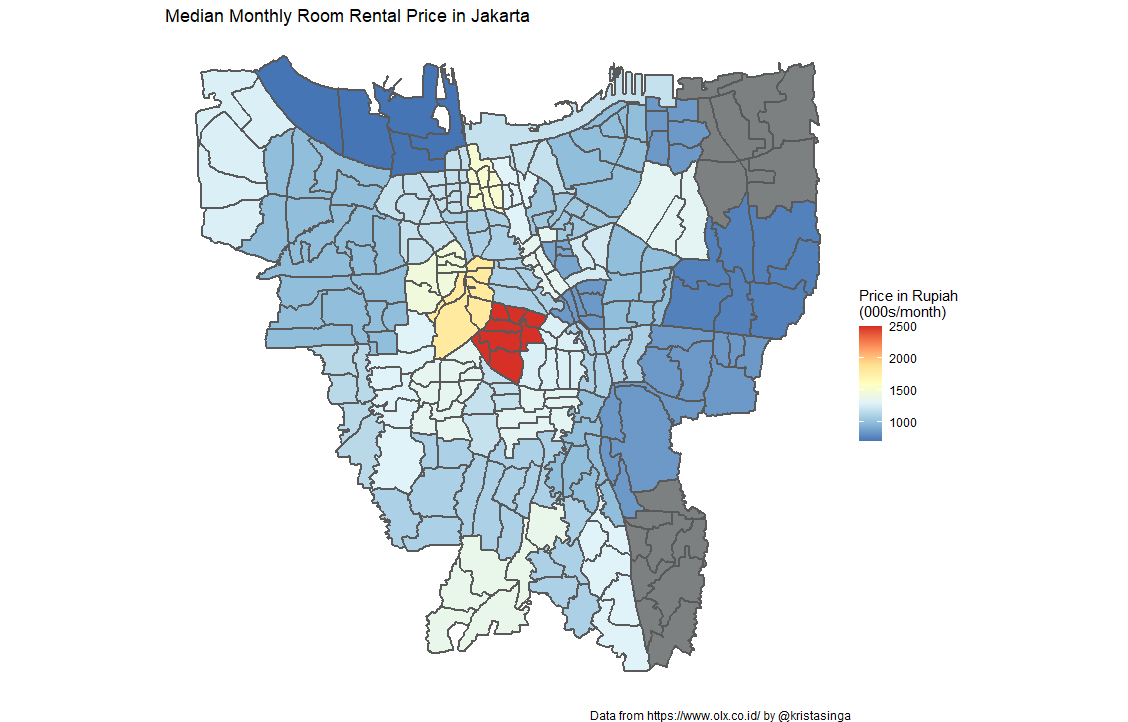 Median Monthly Room Rental Price in Jakarta
Price in Rupiah
(000s/month)
2500
2000
1500
1000
Data from https://www.olx.co.id/ by @kristasinga